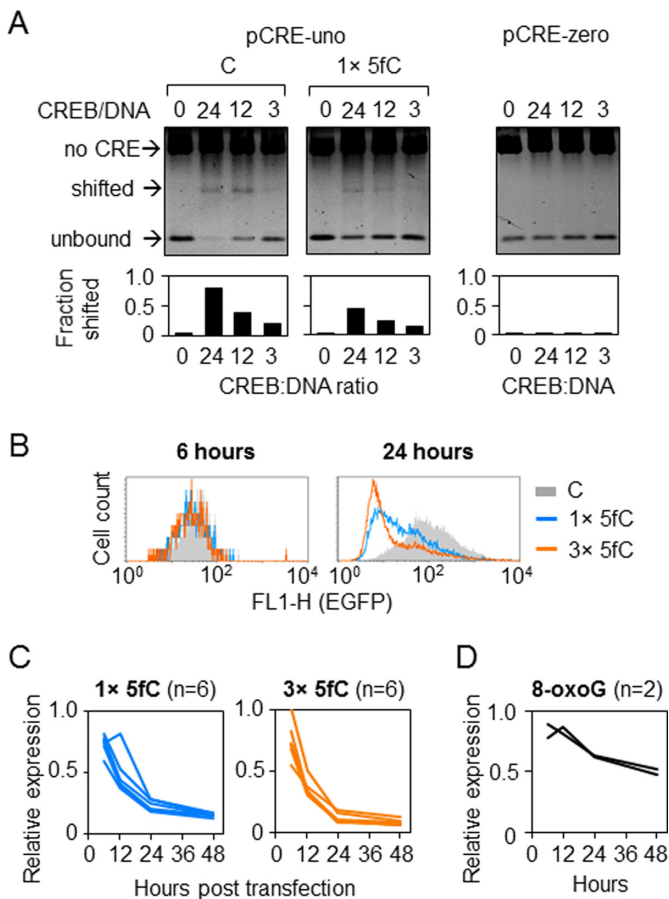 A
pCRE-uno
pCRE-zero
C
1× 5fC
CREB/DNA 0 24 12 3 0 24 12 3 0 24 12 3
no CRE→
shifted →
unbound →
Fraction shifted
1.0 1.0 1.0
0.5 0.5 0.5
0 0 0
0 24 12 3 0 24 12 3 0 24 12 3
CREB:DNA ratio CREB:DNA
B
6 hours 24 hours
Cell count
C
1× 5fC
3× 5fC
10⁰ 10² 10⁴ 10⁰ 10² 10⁴
FL1-H (EGFP)
C
1× 5fC (n=6) 3× 5fC (n=6)
Relative expression
1.0 1.0
0.5 0.5
0 0
0 12 24 36 48 0 12 24 36 48
Hours post transfection
D
8-oxoG (n=2)
Relative expression
1.0
0.5
0
0 12 24 36 48
Hours